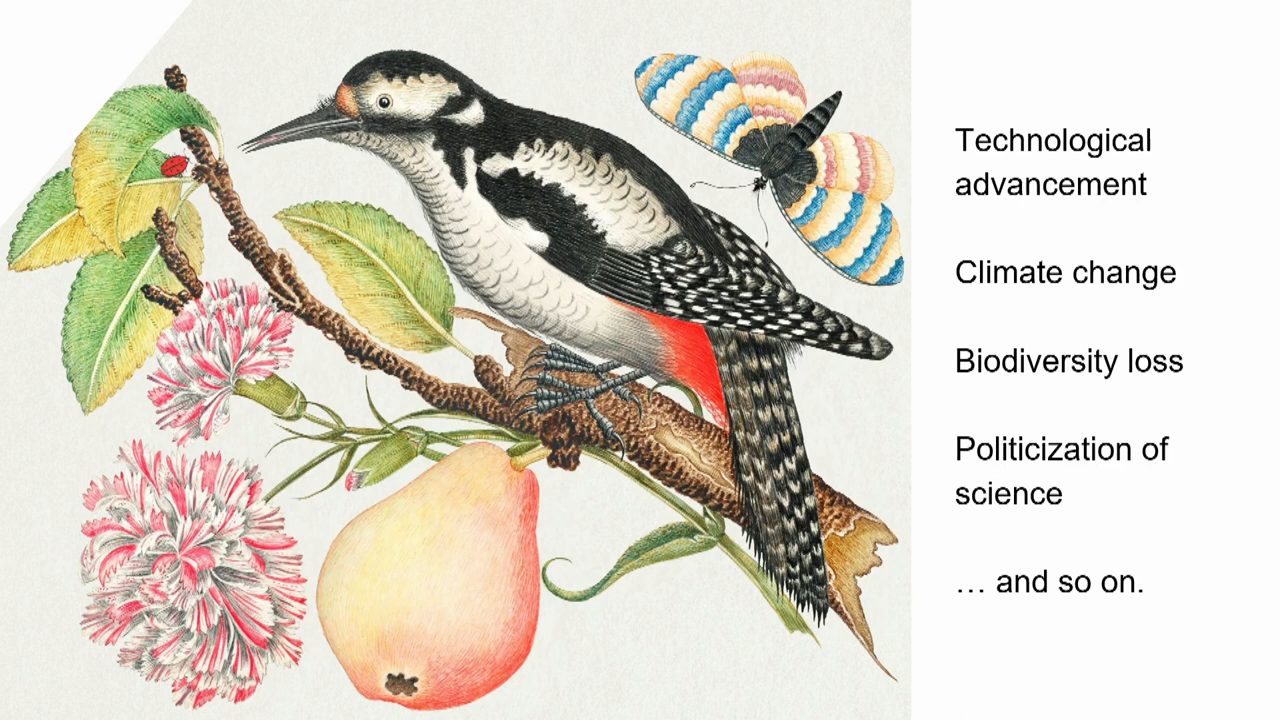 Technological
advancement
Climate change
Biodiversity loss
Politicization of
science
… and so on.